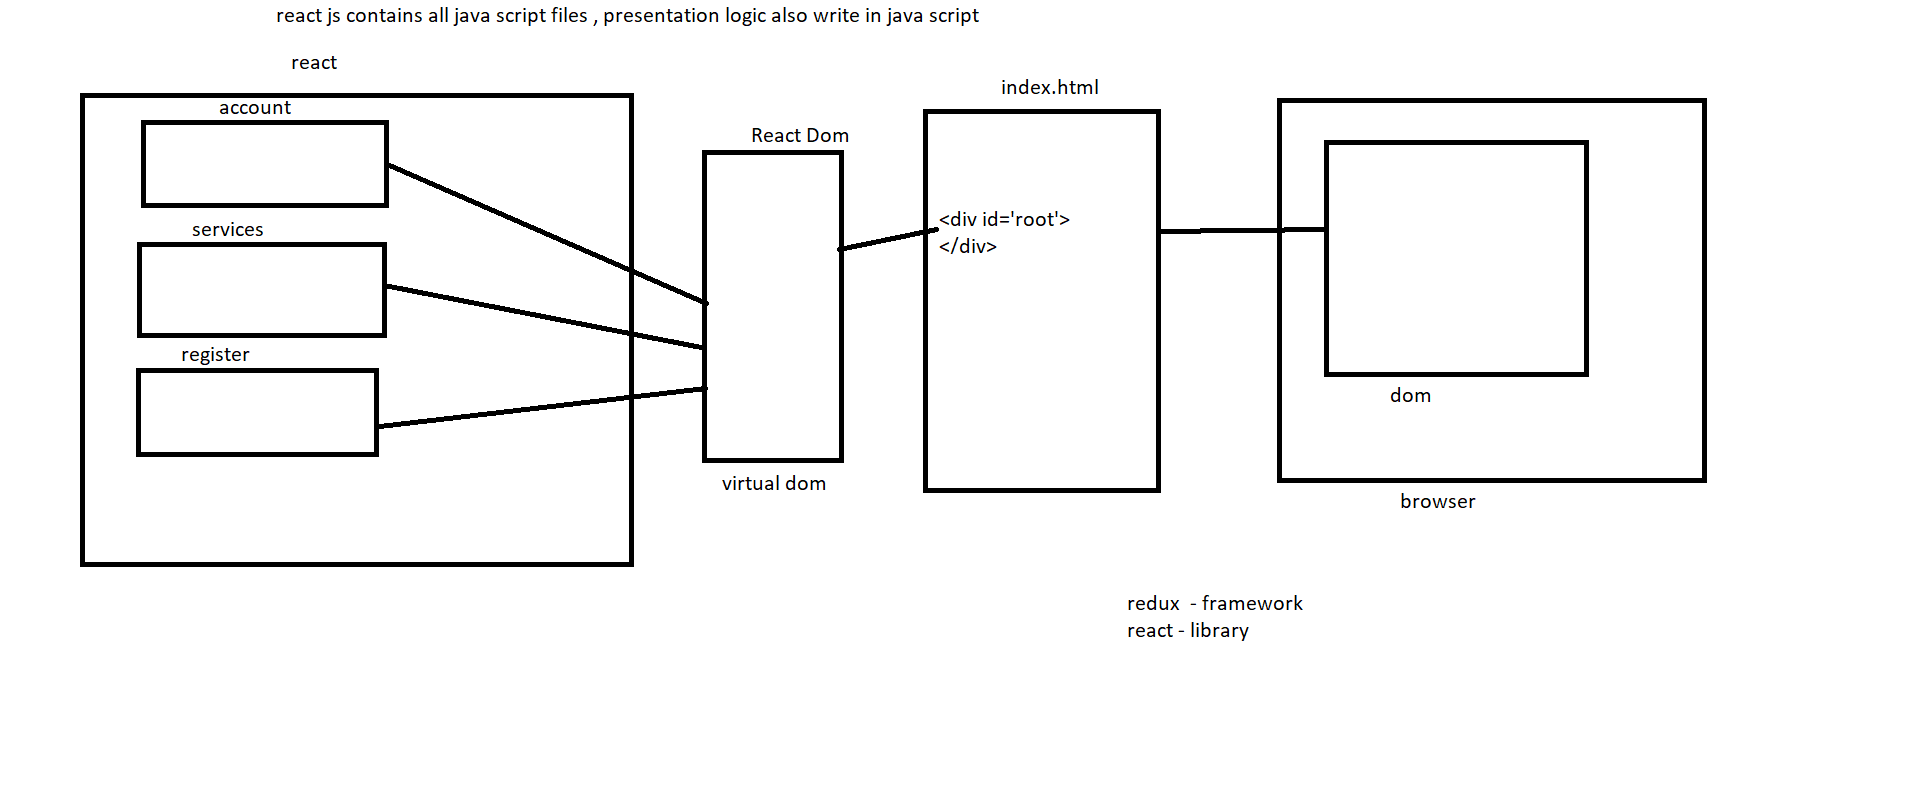 react js contains all java script files , presentation logic also write in java script
react
account
services
register
React Dom
virtual dom
index.html
<div id='root'>
</div>
dom
browser
redux  - framework
react - library